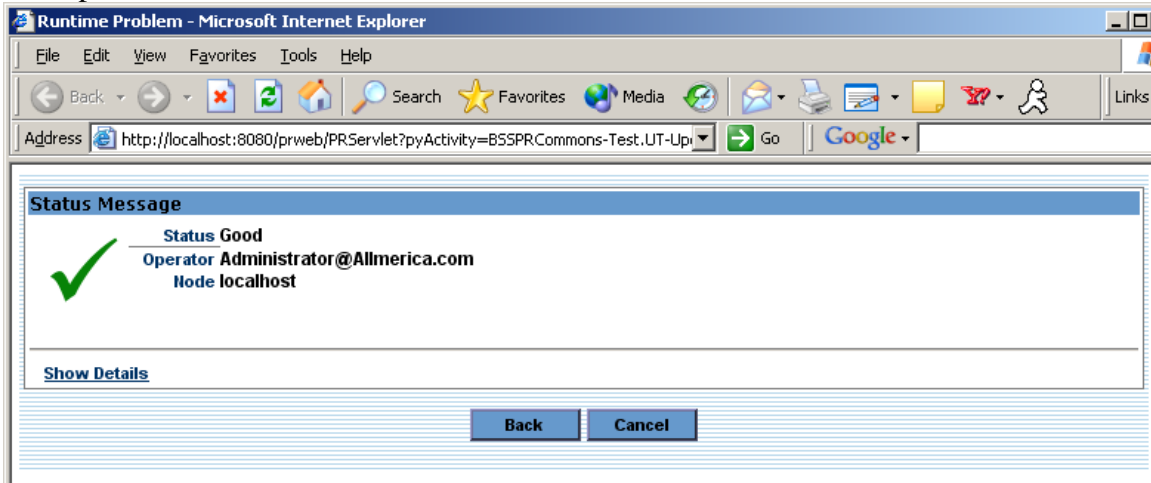 Runtime Problem - Microsoft Internet Explorer
File Edit View Favorites Tools Help
Back Search Favorites Media Links
Address http://localhost:8080/prweb/PRServlet?pyActivity=BSSPRCommons-Test.UT-Up Go Google
Status Message
Status Good
Operator Administrator@Allmerica.com
Node localhost
Show Details
Back Cancel